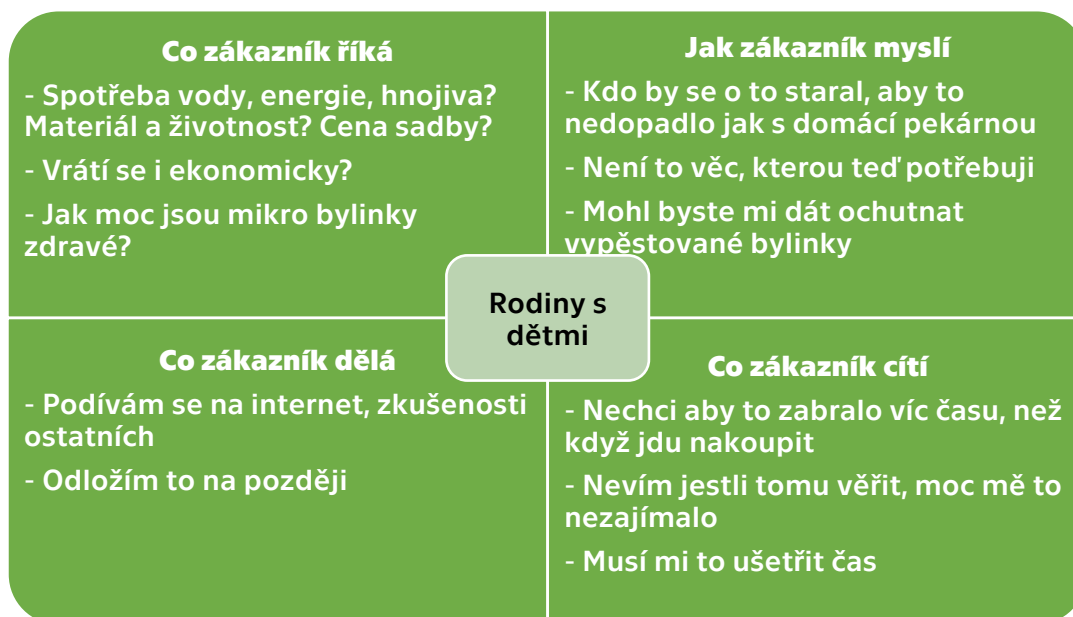 Co zákazník říká
- Spotřeba vody, energie, hnojiva?
Materiál a životnost? Cena sadby?
- Vrátí se i ekonomicky?
- Jak moc jsou mikro bylinky
zdravé?
Jak zákazník myslí
- Kdo by se o to staral, aby to
nedopadlo jak s domácí pekárnou
- Není to věc, kterou teď potřebuji
- Mohl byste mi dát ochutnat
vypěstované bylinky
Rodiny s
dětmi
Co zákazník dělá
- Podívám se na internet, zkušenosti
ostatních
- Odložím to na později
Co zákazník cítí
- Nechci aby to zabralo víc času, než
když jdu nakoupit
- Nevím jestli tomu věřit, moc mě to
nezajímalo
- Musí mi to ušetřit čas